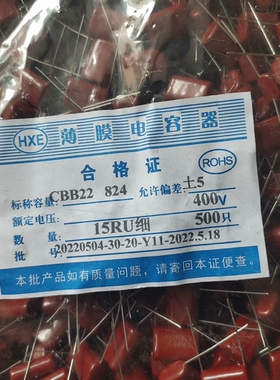 HXE 薄膜电容器
合格证
ROHS
标称容量: CBB22 824 允许偏差: ±5
额定电压: 400V
数量: 15RU细 500只
批号: 20220504-30-20-Y11-2022.5.18
本批产品如有质量问题，请寄回本证便查。